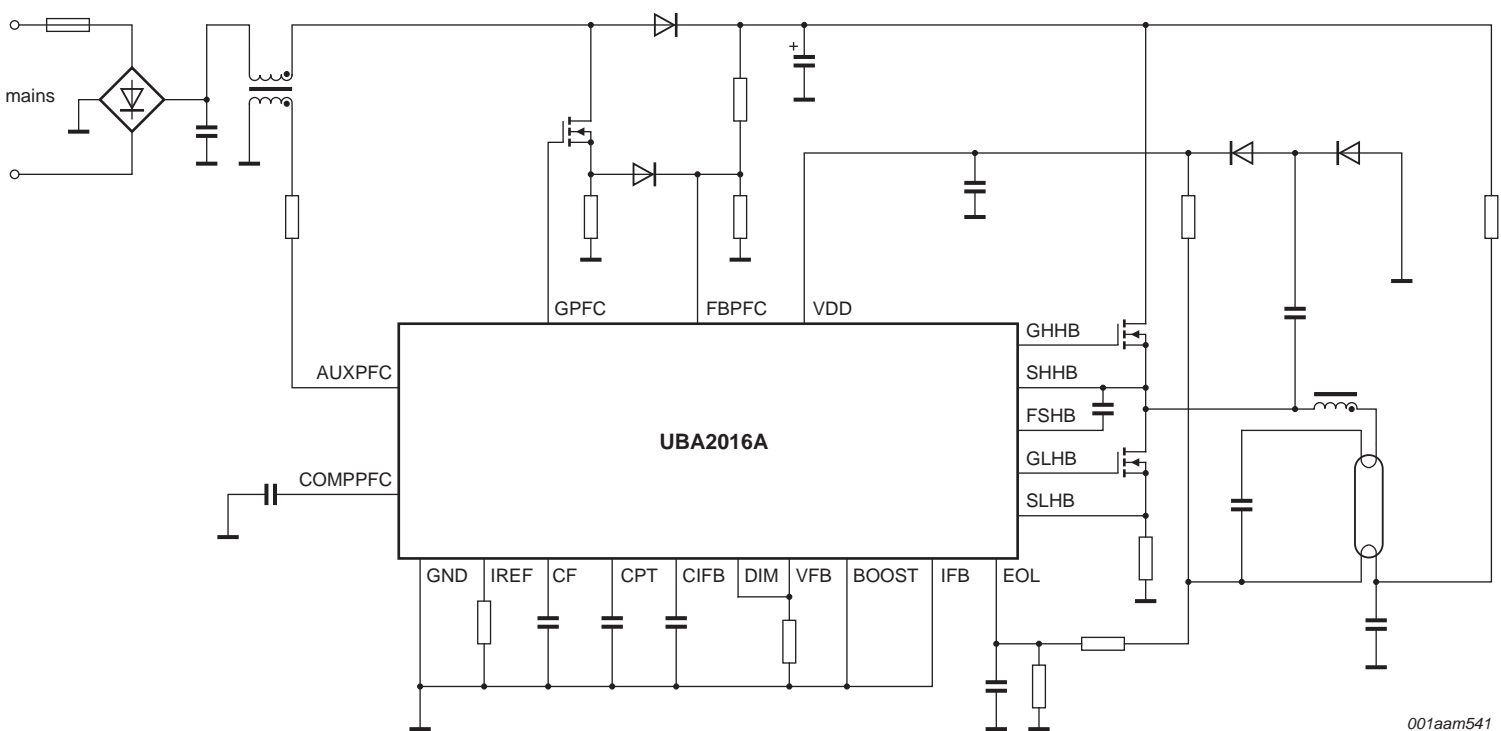 mains
+
GPFC
FBPFC
VDD
AUXPFC
COMPPFC
UBA2016A
GHHB
SHHB
FSHB
GLHB
SLHB
GND
IREF
CF
CPT
CIFB
DIM
VFB
BOOST
IFB
EOL
001aam541